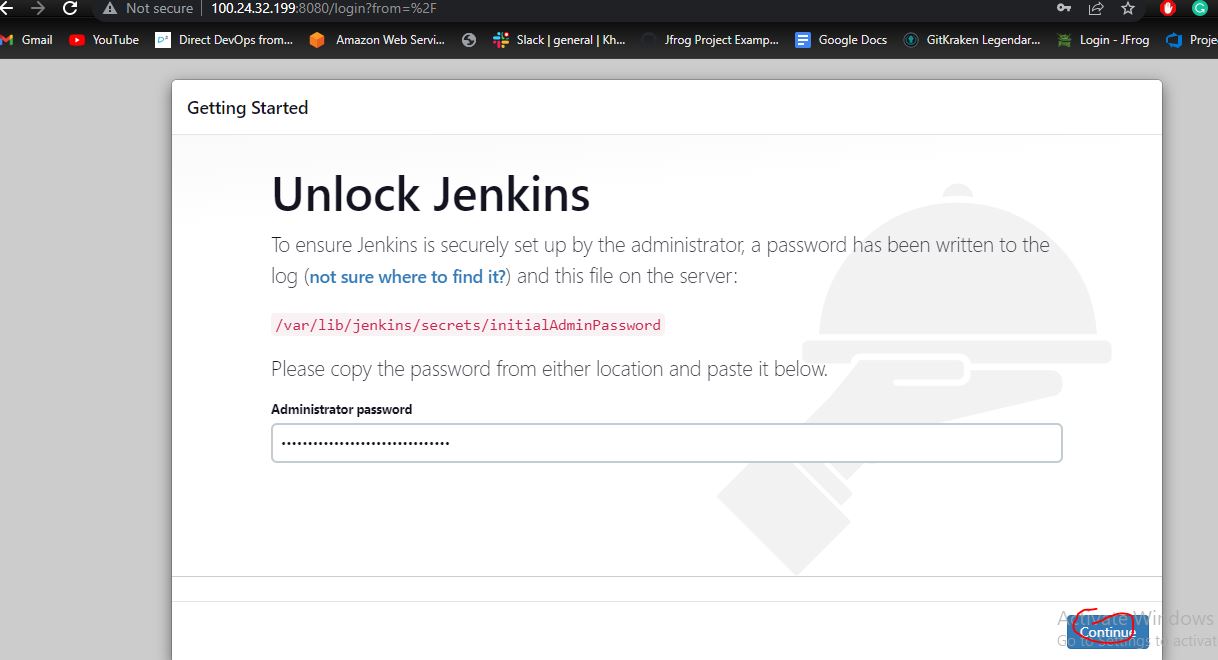 Not secure | 100.24.32.199:8080/login?from=%2F
Gmail YouTube Direct DevOps from... Amazon Web Servi... Slack | general | Kh... Jfrog Project Examp... Google Docs GitKraken Legendar... Login - JFrog Proje
Getting Started
Unlock Jenkins
To ensure Jenkins is securely set up by the administrator, a password has been written to the
log (not sure where to find it?) and this file on the server:
/var/lib/jenkins/secrets/initialAdminPassword
Please copy the password from either location and paste it below.
Administrator password
••••••••••••••••••••••••••••••••
Activate Windows
Continue
Go to Settings to activat